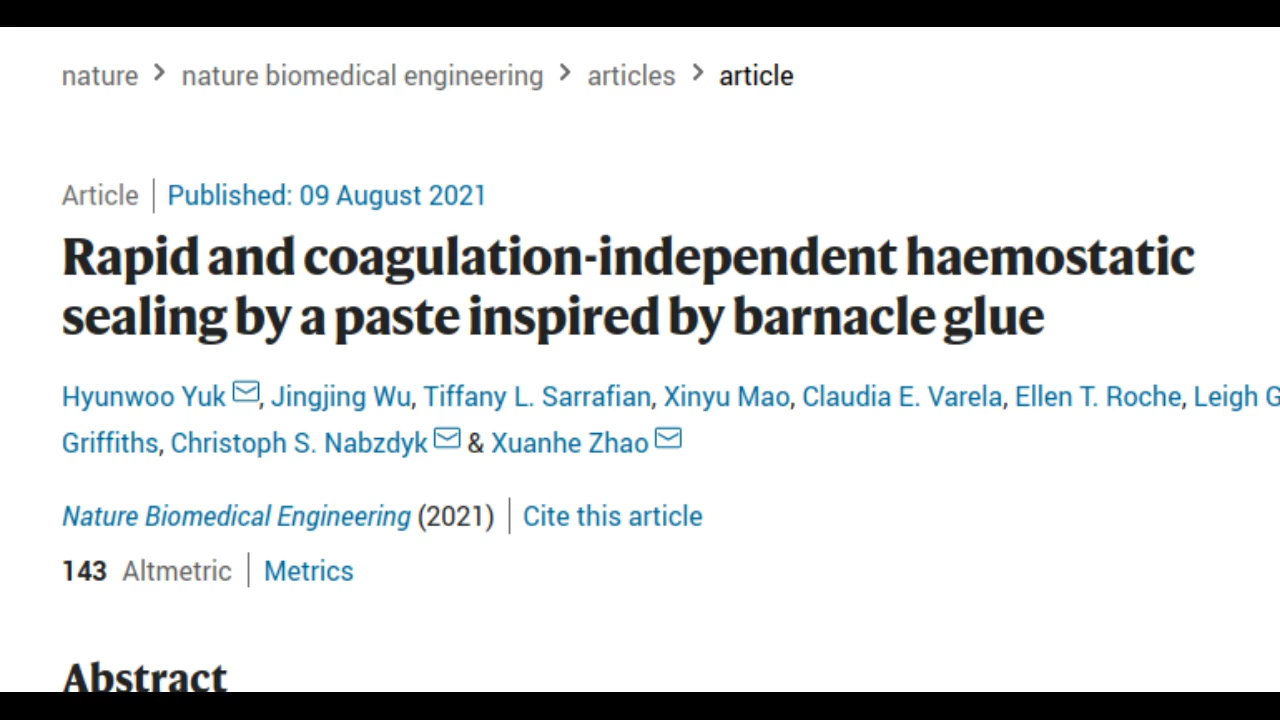 nature > nature biomedical engineering > articles > article
Article | Published: 09 August 2021
Rapid and coagulation-independent haemostatic
sealing by a paste inspired by barnacle glue
Hyunwoo Yuk, Jingjing Wu, Tiffany L. Sarrafian, Xinyu Mao, Claudia E. Varela, Ellen T. Roche, Leigh G
Griffiths, Christoph S. Nabzdyk & Xuanhe Zhao
Nature Biomedical Engineering (2021) | Cite this article
143 Altmetric | Metrics
Abstract